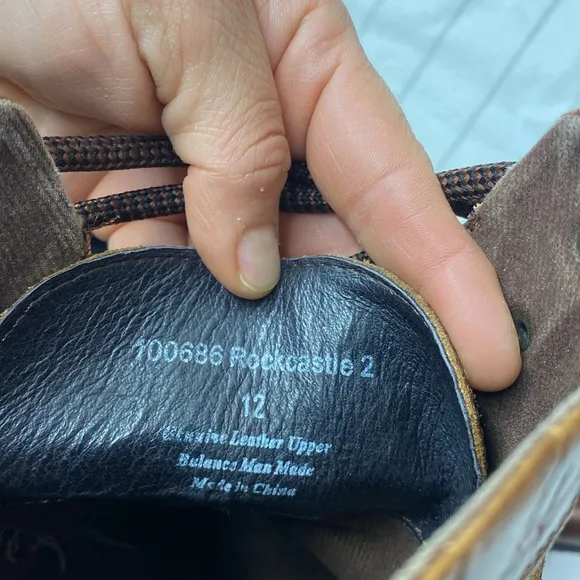 100686 Rockcastle 2
12
Genuine Leather Upper
Balance Man Made
Made in China